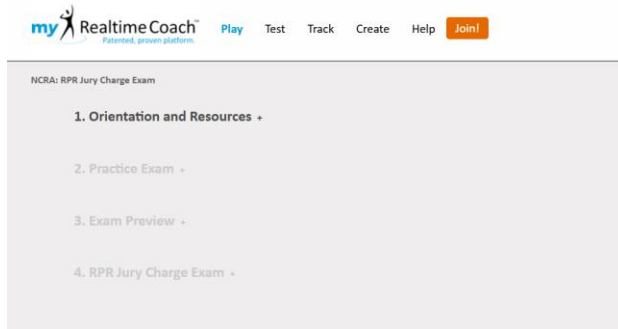 my Realtime Coach™ Play Test Track Create Help Join!
Patented, proven platform.
NCRA: RPR Jury Charge Exam
1. Orientation and Resources +
2. Practice Exam +
3. Exam Preview +
4. RPR Jury Charge Exam +